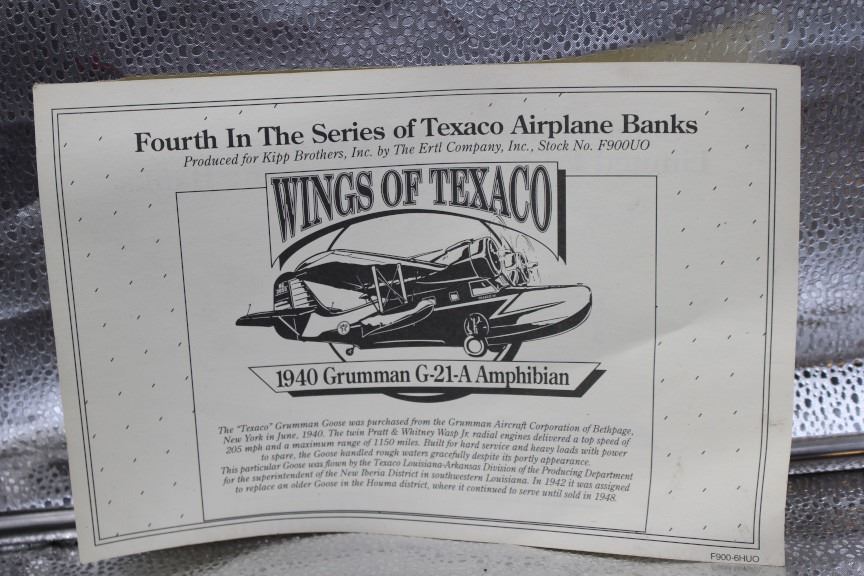 Fourth In The Series of Texaco Airplane Banks
Produced for Kipp Brothers, Inc. by The Ertl Company, Inc., Stock No. F900UO
WINGS OF TEXACO
1940 Grumman G-21-A Amphibian
The "Texaco" Grumman Goose was purchased from the Grumman Aircraft Corporation of Bethpage,
New York in June, 1940. The twin Pratt & Whitney Wasp Jr. radial engines delivered a top speed of
205 mph and a maximum range of 1150 miles. Built for hard service and heavy loads with power
to spare, the Goose handled rough waters gracefully despite its portly appearance.
This particular Goose was flown by the Texaco Louisiana-Arkansas Division of the Producing Department
for the superintendent of the New Iberia District in southwestern Louisiana. In 1942 it was assigned
to replace an older Goose in the Houma district, where it continued to serve until sold in 1948.
F900-6HUO